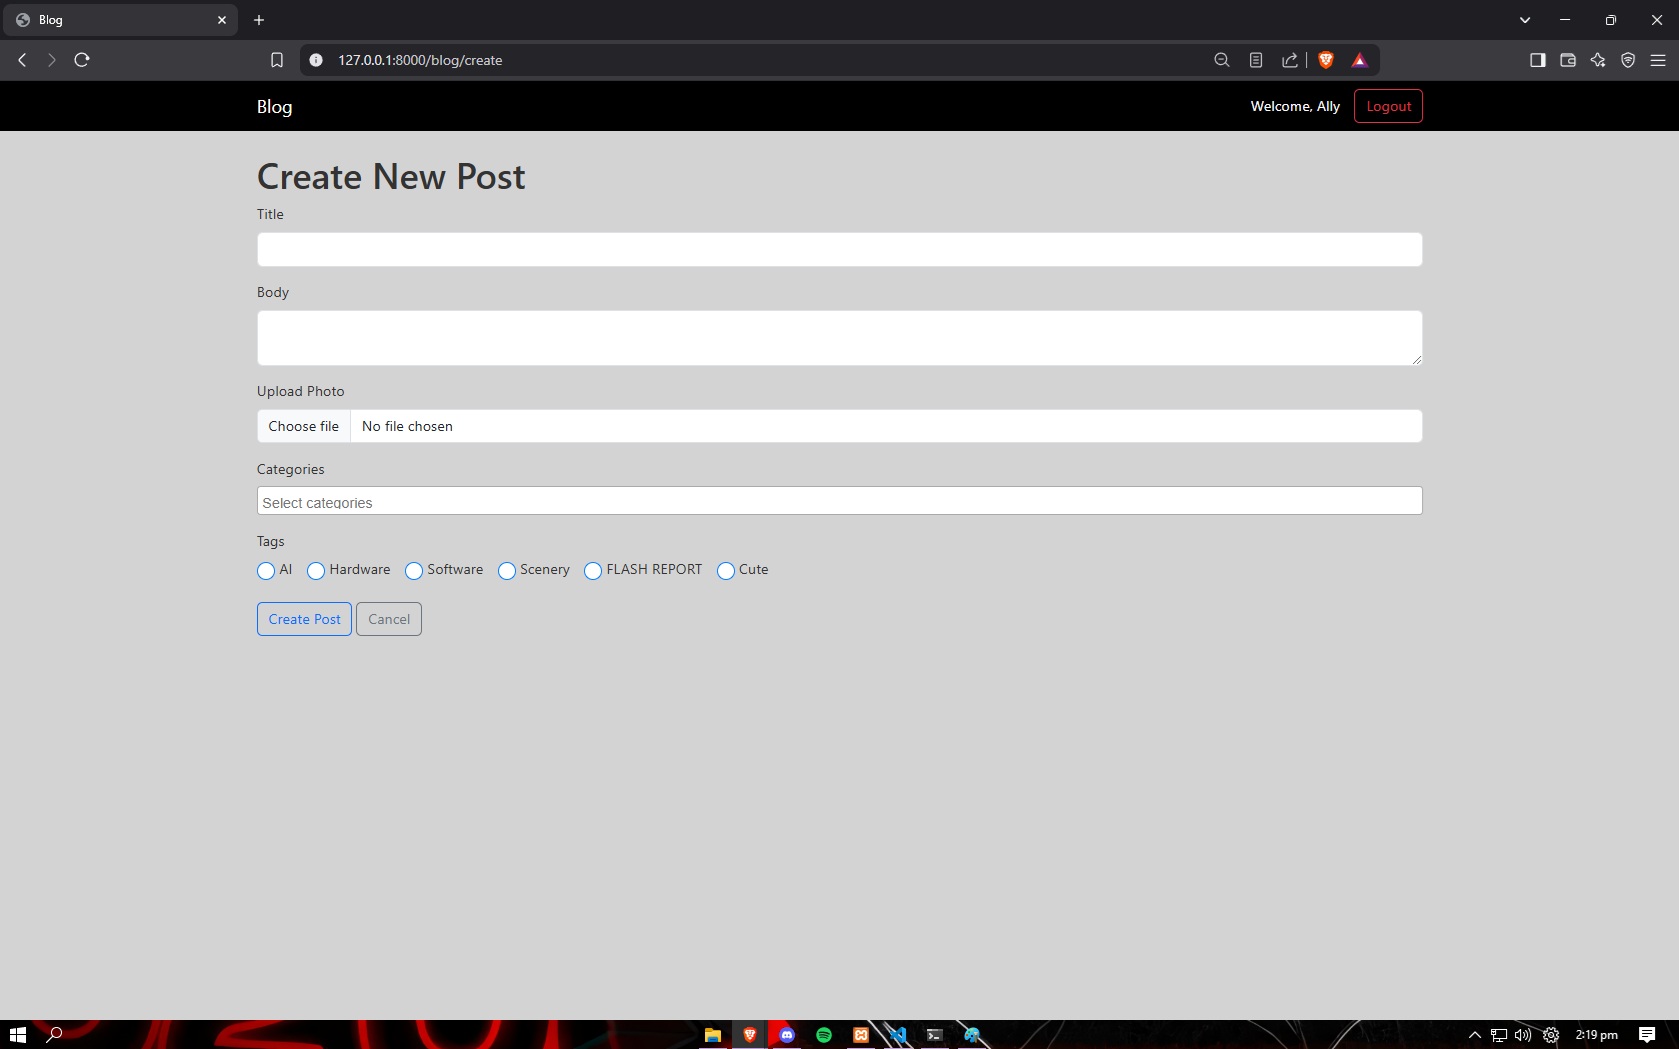 Blog
127.0.0.1:8000/blog/create
Blog
Welcome, Ally
Logout
Create New Post
Title
Body
Upload Photo
Choose file No file chosen
Categories
Select categories
Tags
AI Hardware Software Scenery FLASH REPORT Cute
Create Post Cancel
2:19 pm